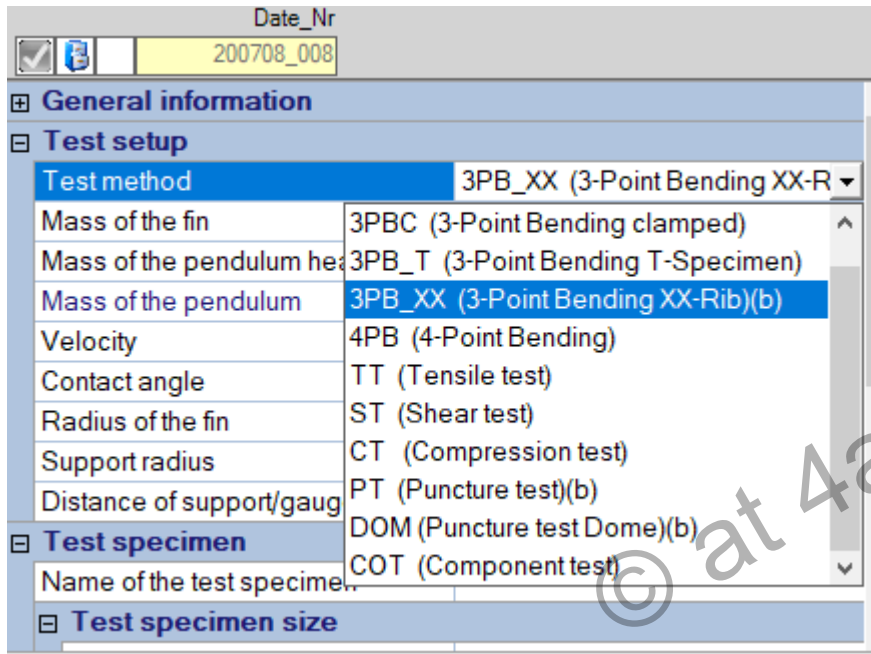 Date_Nr
200708_008
General information
Test setup
Test method 3PB_XX (3-Point Bending XX-R
Mass of the fin
3PBC (3-Point Bending clamped)
Mass of the pendulum hea
3PB_T (3-Point Bending T-Specimen)
Mass of the pendulum
3PB_XX (3-Point Bending XX-Rib)(b)
Velocity
4PB (4-Point Bending)
Contact angle
TT (Tensile test)
Radius of the fin
ST (Shear test)
Support radius
CT (Compression test)
Distance of support/gaug
PT (Puncture test)(b)
Test specimen
DOM (Puncture test Dome)(b)
Name of the test specimen
COT (Component test)
Test specimen size
© at 4a